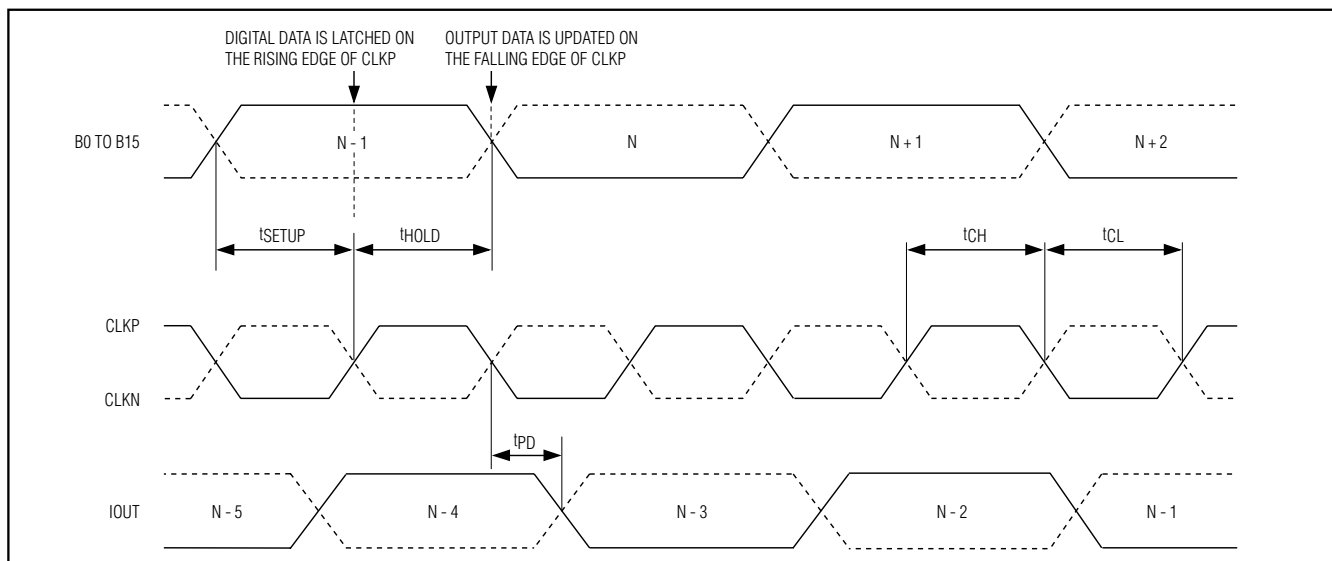 DIGITAL DATA IS LATCHED ON
THE RISING EDGE OF CLKP
OUTPUT DATA IS UPDATED ON
THE FALLING EDGE OF CLKP
B0 TO B15
N - 1
N
N + 1
N + 2
tSETUP
tHOLD
tCH
tCL
CLKP
CLKN
tPD
IOUT
N - 5
N - 4
N - 3
N - 2
N - 1